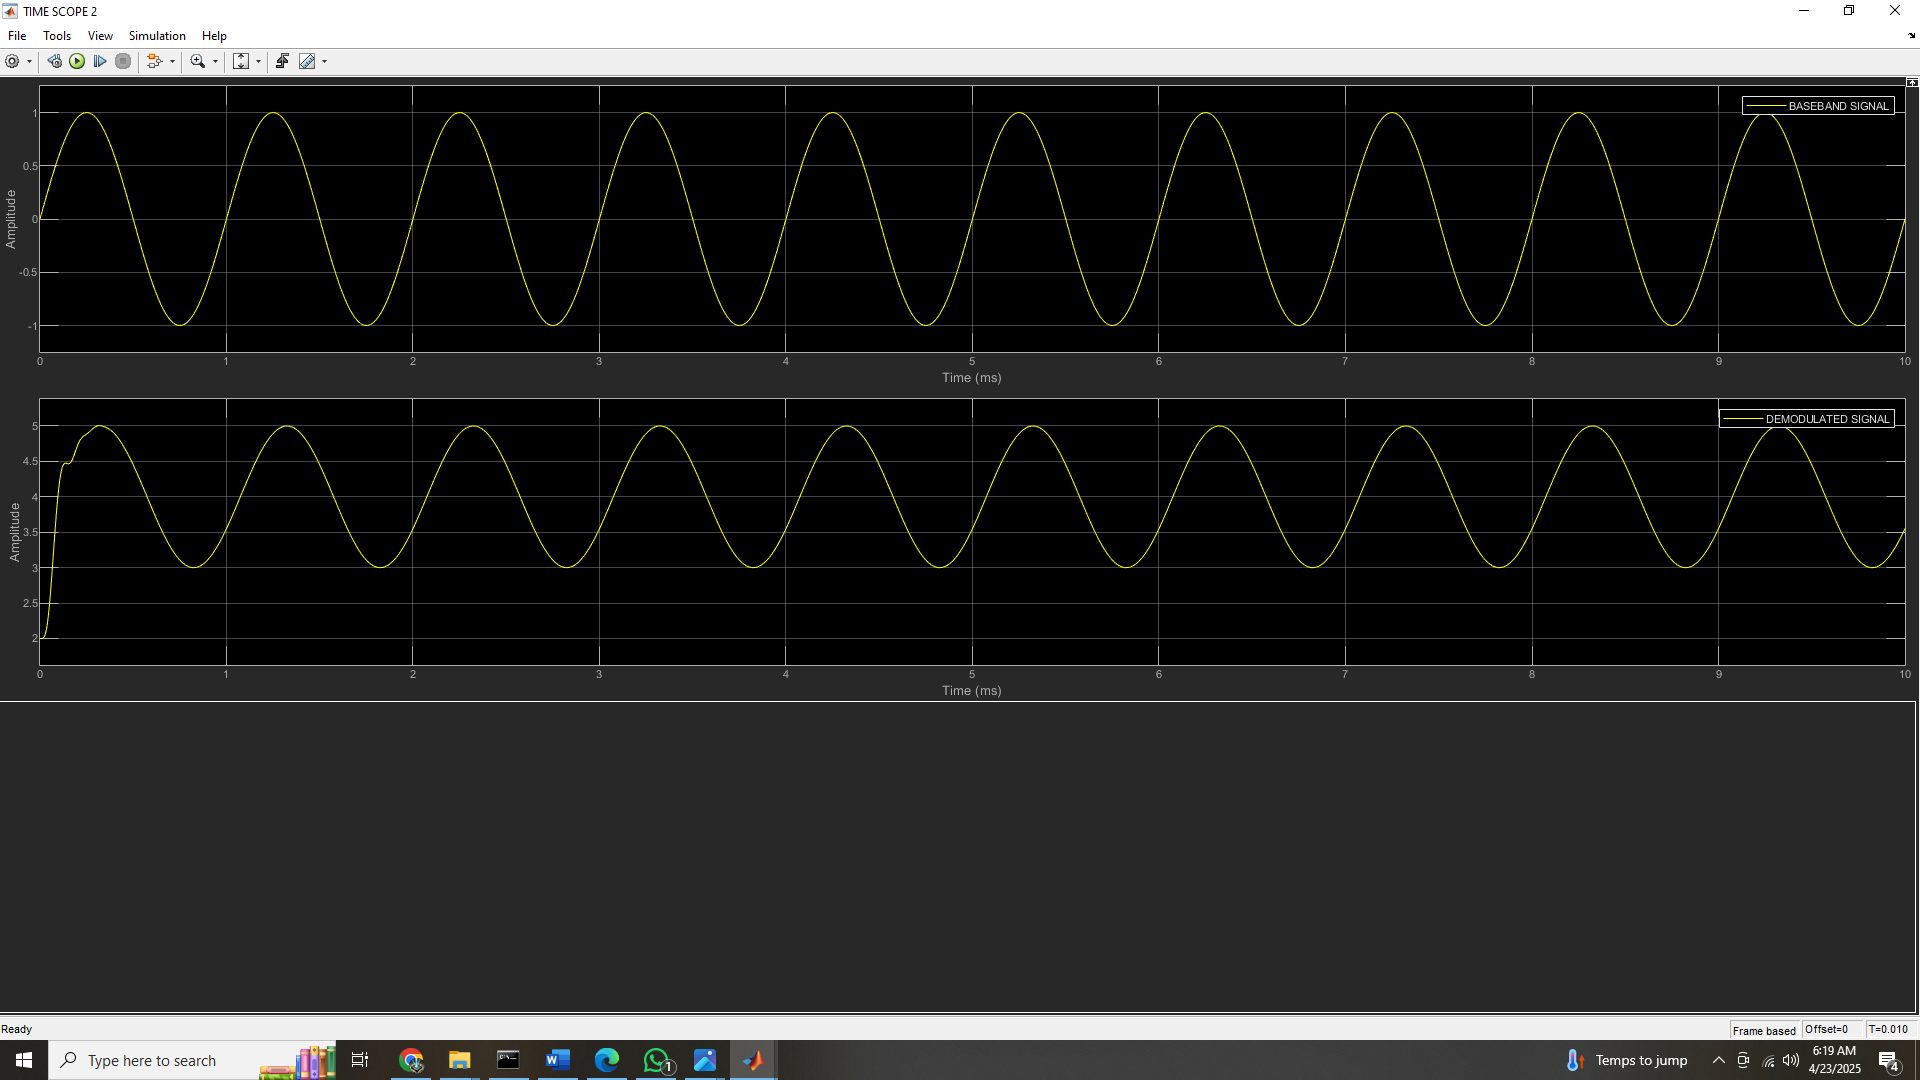 TIME SCOPE 2
File Tools View Simulation Help
BASEBAND SIGNAL
1
0.5
0
-0.5
-1
Amplitude
0 1 2 3 4 5 6 7 8 9 10
Time (ms)
DEMODULATED SIGNAL
5
4.5
4
3.5
3
2.5
2
Amplitude
0 1 2 3 4 5 6 7 8 9 10
Time (ms)
Ready
Frame based Offset=0 T=0.010
Type here to search
W
1
Temps to jump
6:19 AM
4/23/2025
4